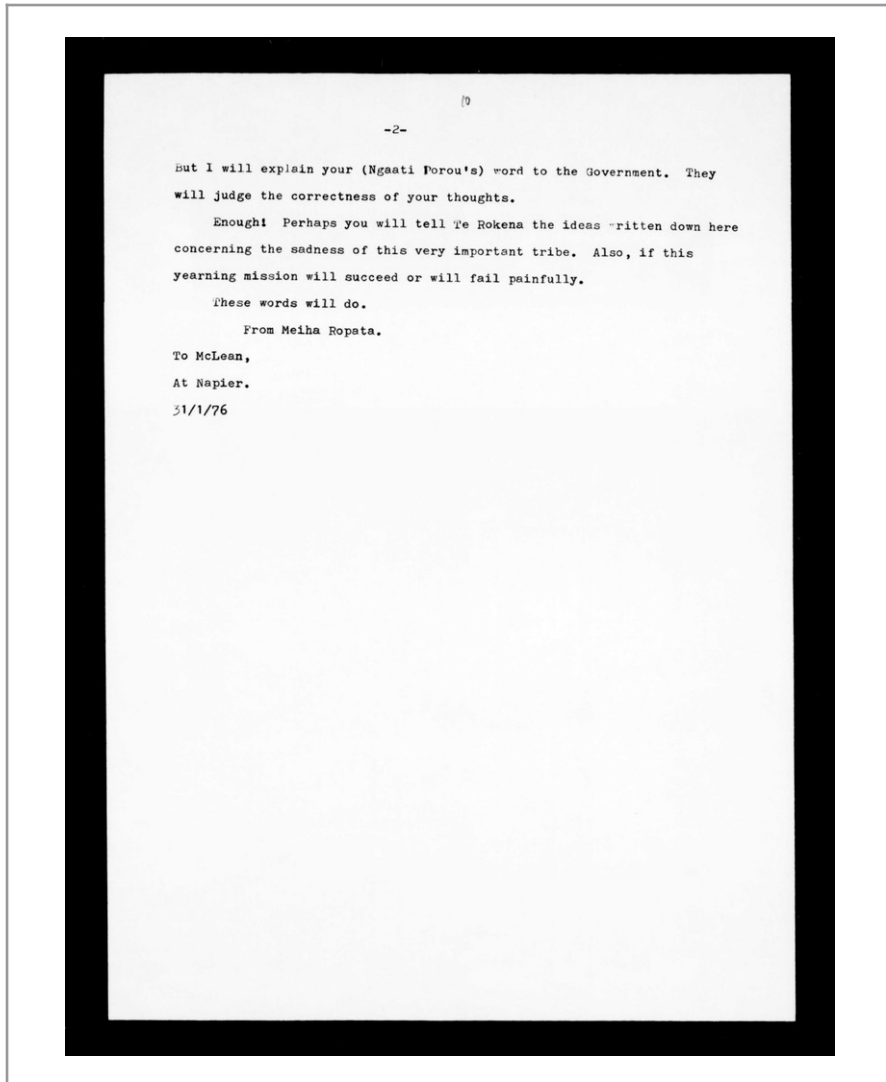 10
-2-
But I will explain your (Ngaati Porou's) word to the Government. They
will judge the correctness of your thoughts.
Enough! Perhaps you will tell Te Rokena the ideas written down here
concerning the sadness of this very important tribe. Also, if this
yearning mission will succeed or will fail painfully.
These words will do.
From Meiha Ropata.
To McLean,
At Napier.
31/1/76